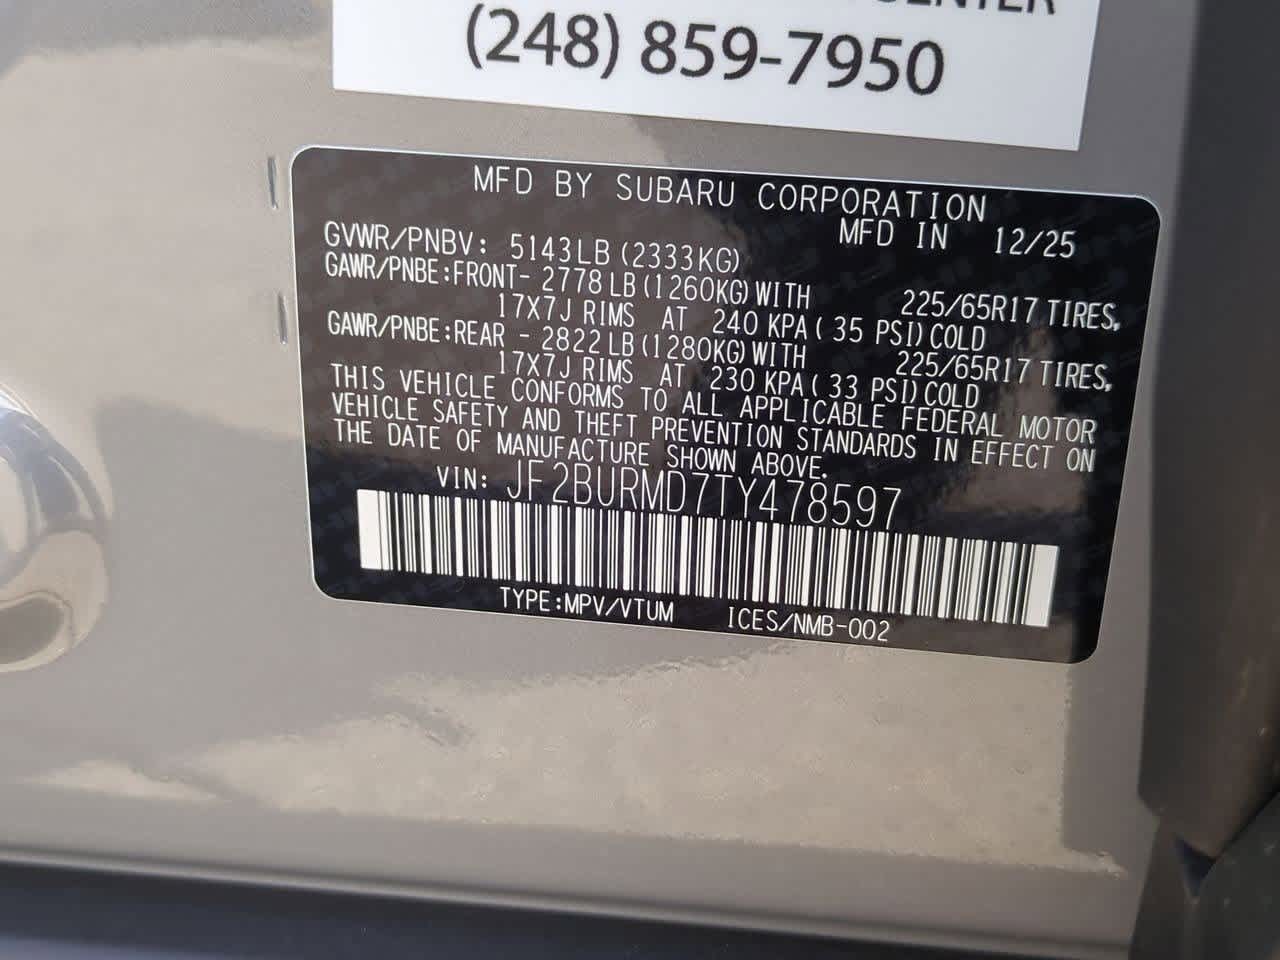 (248) 859-7950
MFD BY SUBARU CORPORATION
MFD IN 12/25
GVWR/PNBV: 5143LB (2333KG)
GAWR/PNBE:FRONT- 2778LB(1260KG)WITH 225/65R17 TIRES,
17X7J RIMS AT 240 KPA( 35 PSI)COLD
GAWR/PNBE:REAR - 2822LB(1280KG)WITH 225/65R17 TIRES,
17X7J RIMS AT 230 KPA( 33 PSI)COLD
THIS VEHICLE CONFORMS TO ALL APPLICABLE FEDERAL MOTOR
VEHICLE SAFETY AND THEFT PREVENTION STANDARDS IN EFFECT ON
THE DATE OF MANUFACTURE SHOWN ABOVE.
VIN: JF2BURMD7TY478597
TYPE:MPV/VTUM ICES/NMB-002